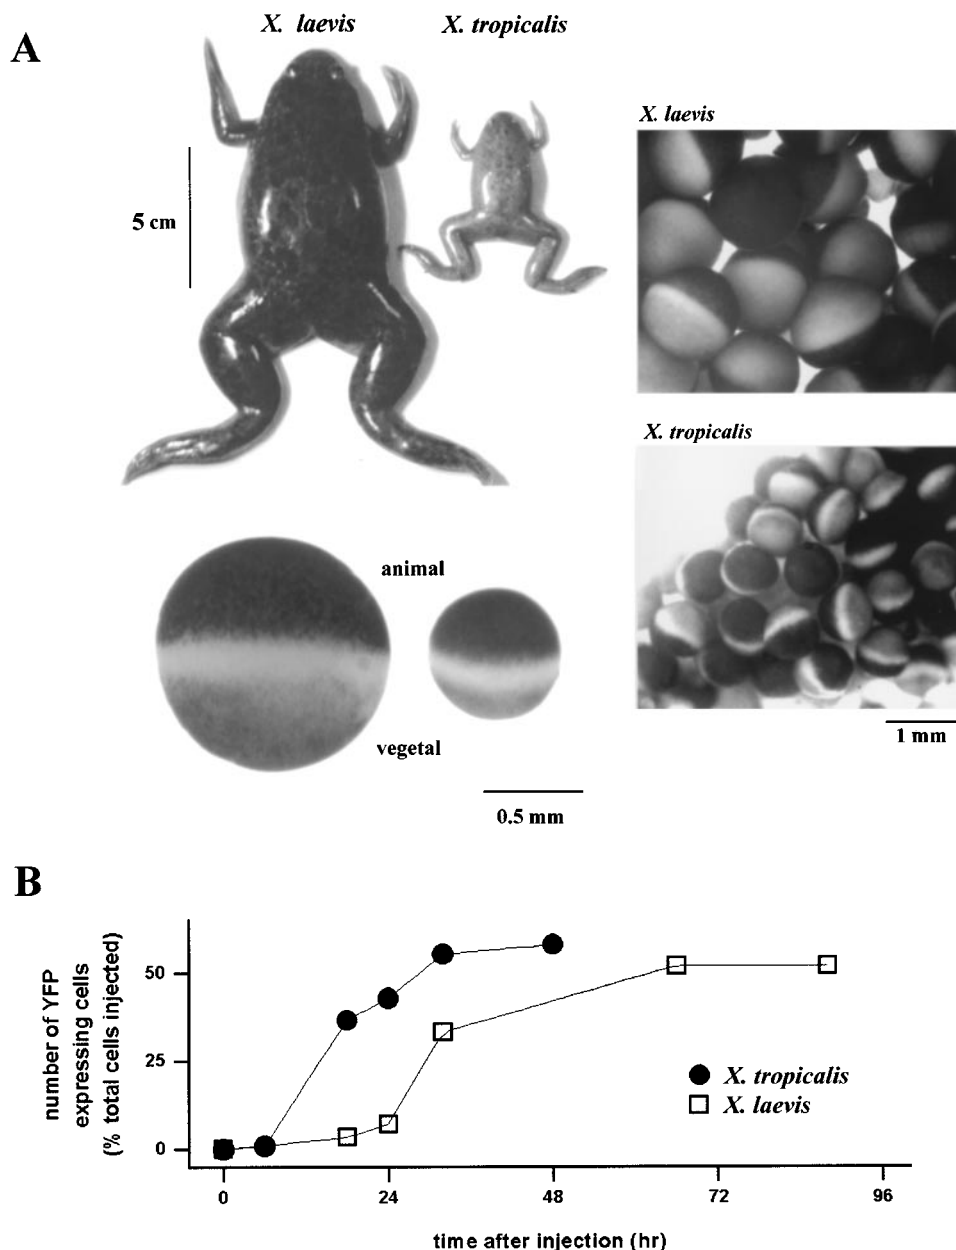 A
X. laevis
X. tropicalis
5 cm
X. laevis
X. tropicalis
animal
vegetal
0.5 mm
1 mm
B
number of YFP
expressing cells
(% total cells injected)
50
25
0
X. tropicalis
X. laevis
0 24 48 72 96
time after injection (hr)